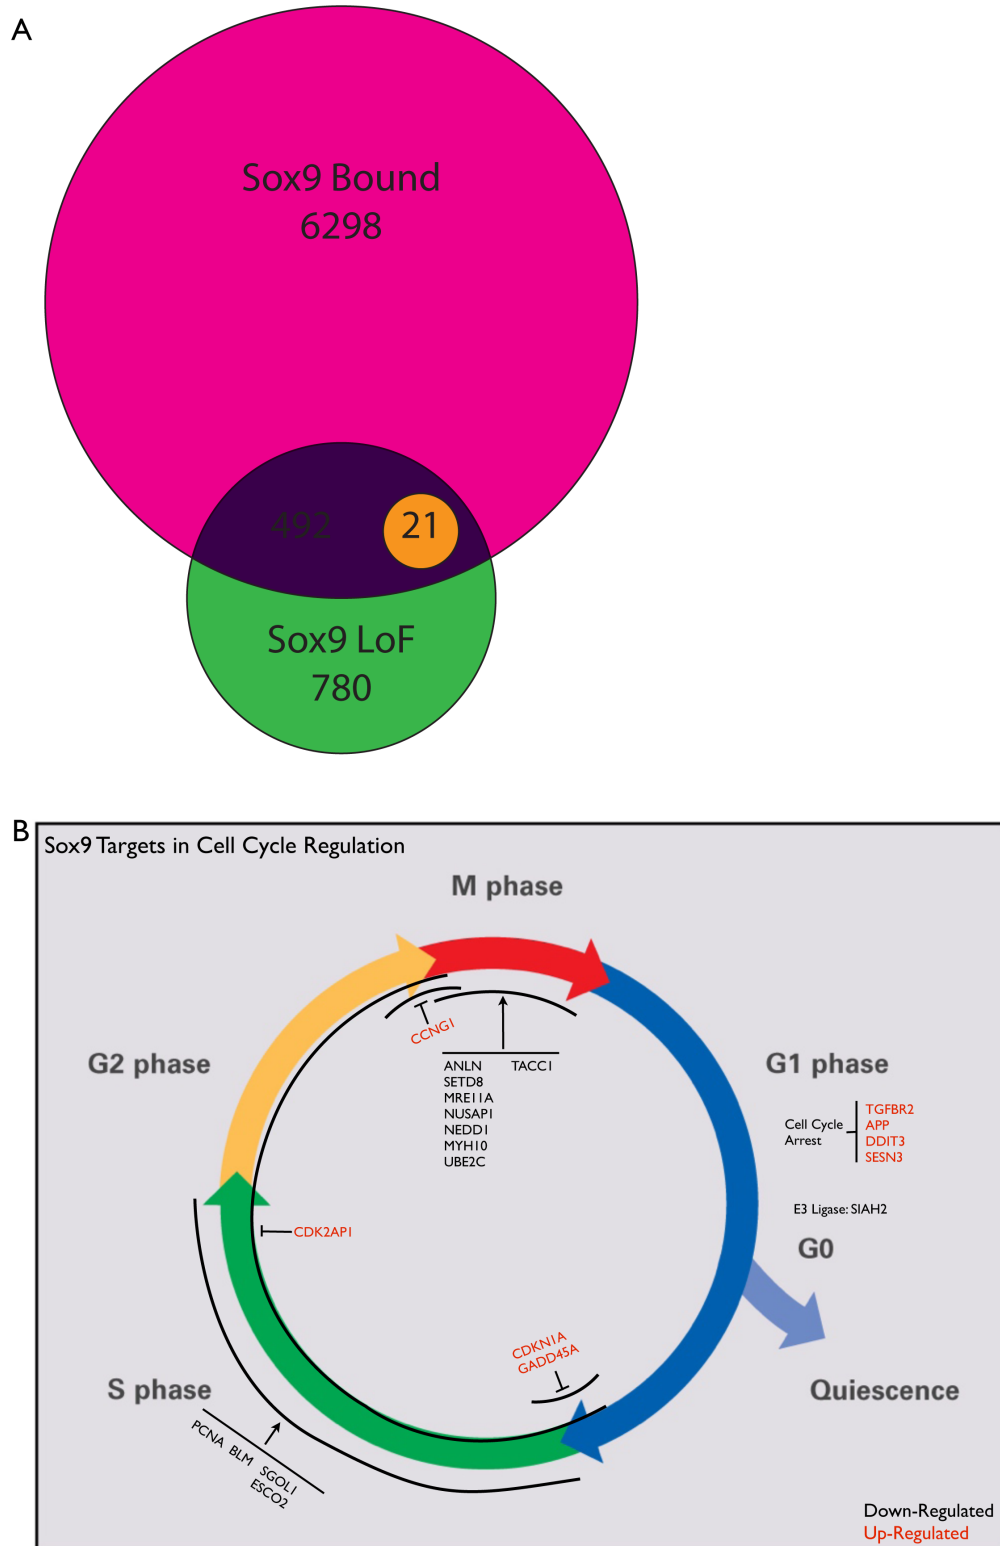 A
Sox9 Bound
6298
492
21
Sox9 LoF
780
B
Sox9 Targets in Cell Cycle Regulation
M phase
CCNG1
G2 phase
G1 phase
ANLN TACC1
SETD8
MRE11A
NUSAP1
NEDD1
MYH10
UBE2C
Cell Cycle
Arrest
TGFBR2
APP
DDIT3
SESN3
E3 Ligase: SIAH2
CDK2AP1
G0
CDKN1A
GADD45A
S phase
Quiescence
PCNA BLM SGOL1
ESCO2
Down-Regulated
Up-Regulated